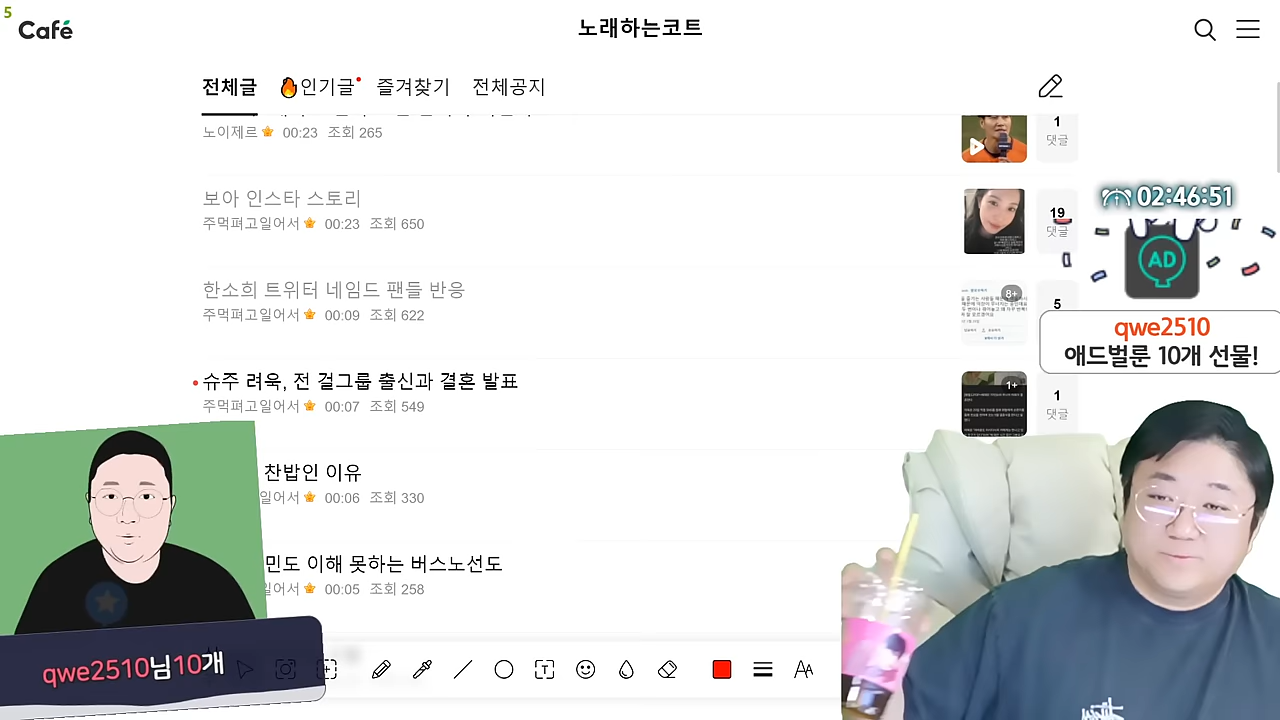 5
Café
노래하는코트
전체글
🔥인기글
즐겨찾기
전체공지
노이제르 00:23 조회 265
1
댓글
보아 인스타 스토리
주먹펴고일어서 00:23 조회 650
19
댓글
02:46:51
AD
qwe2510
애드벌룬 10개 선물!
한소희 트위터 네임드 팬들 반응
주먹펴고일어서 00:09 조회 622
8+
5
슈주 려욱, 전 걸그룹 출신과 결혼 발표
주먹펴고일어서 00:07 조회 549
1+
1
댓글
찬밥인 이유
일어서 00:06 조회 330
민도 이해 못하는 버스노선도
일어서 00:05 조회 258
qwe2510님10개
T
AA